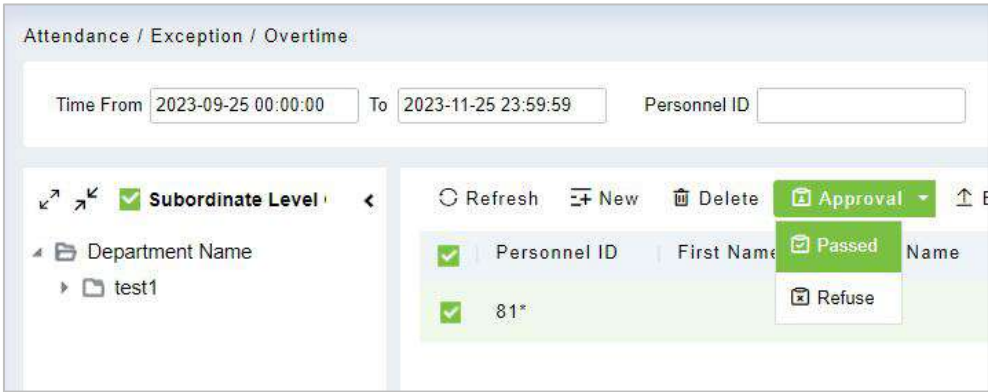 Attendance / Exception / Overtime
Time From 2023-09-25 00:00:00 To 2023-11-25 23:59:59 Personnel ID
Subordinate Level
Refresh New Delete Approval
Department Name
Personnel ID First Name Passed Name
test1
Refuse
81*